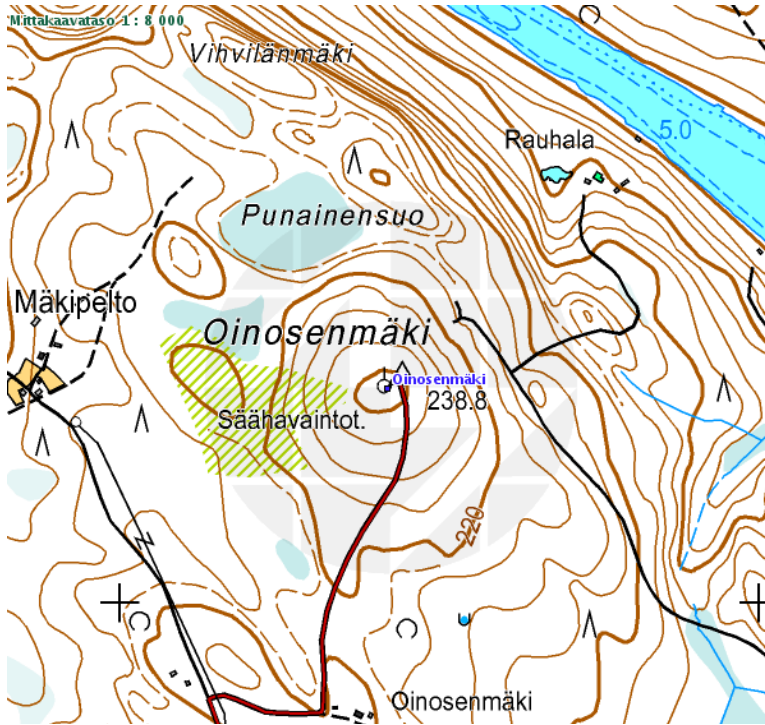 Mittakaavataso 1 : 8 000
Vihvilänmäki
5.0
Rauhala
Punainensuo
Mäkipelto
Oinosenmäki
Oinosenmäki
238.8
Säähavaintot.
220
Z
Oinosenmäki